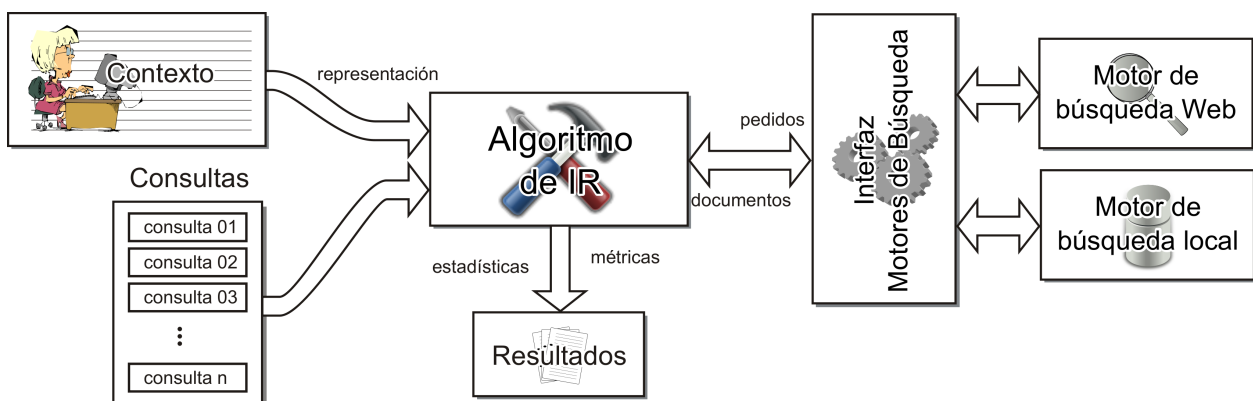 Contexto
representación
Consultas
consulta 01
consulta 02
consulta 03
consulta n
Algoritmo
de IR
pedidos
documentos
estadísticas
métricas
Resultados
Interfaz
Motores de Búsqueda
Motor de
búsqueda Web
Motor de
búsqueda local